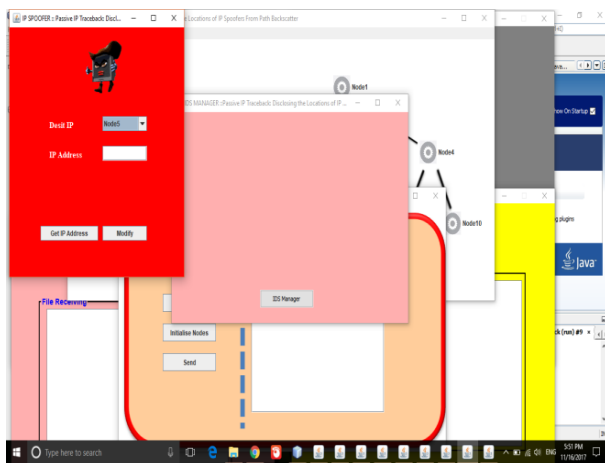 IP SPOOFER :: Passive IP Traceback: Discl...
e Locations of IP Spoofers From Path Backscatter
Node1
IDS MANAGER ::Passive IP Traceback: Disclosing the Locations of IP ...
Desit IP
Node5
IP Address
Node4
how On Startup
Node10
Get IP Address
Modify
g plugins
Java
IDS Manager
File Receiving
Initialise Nodes
Send
ck (run) #9
Type here to search
ENG
5:51 PM
11/16/2017